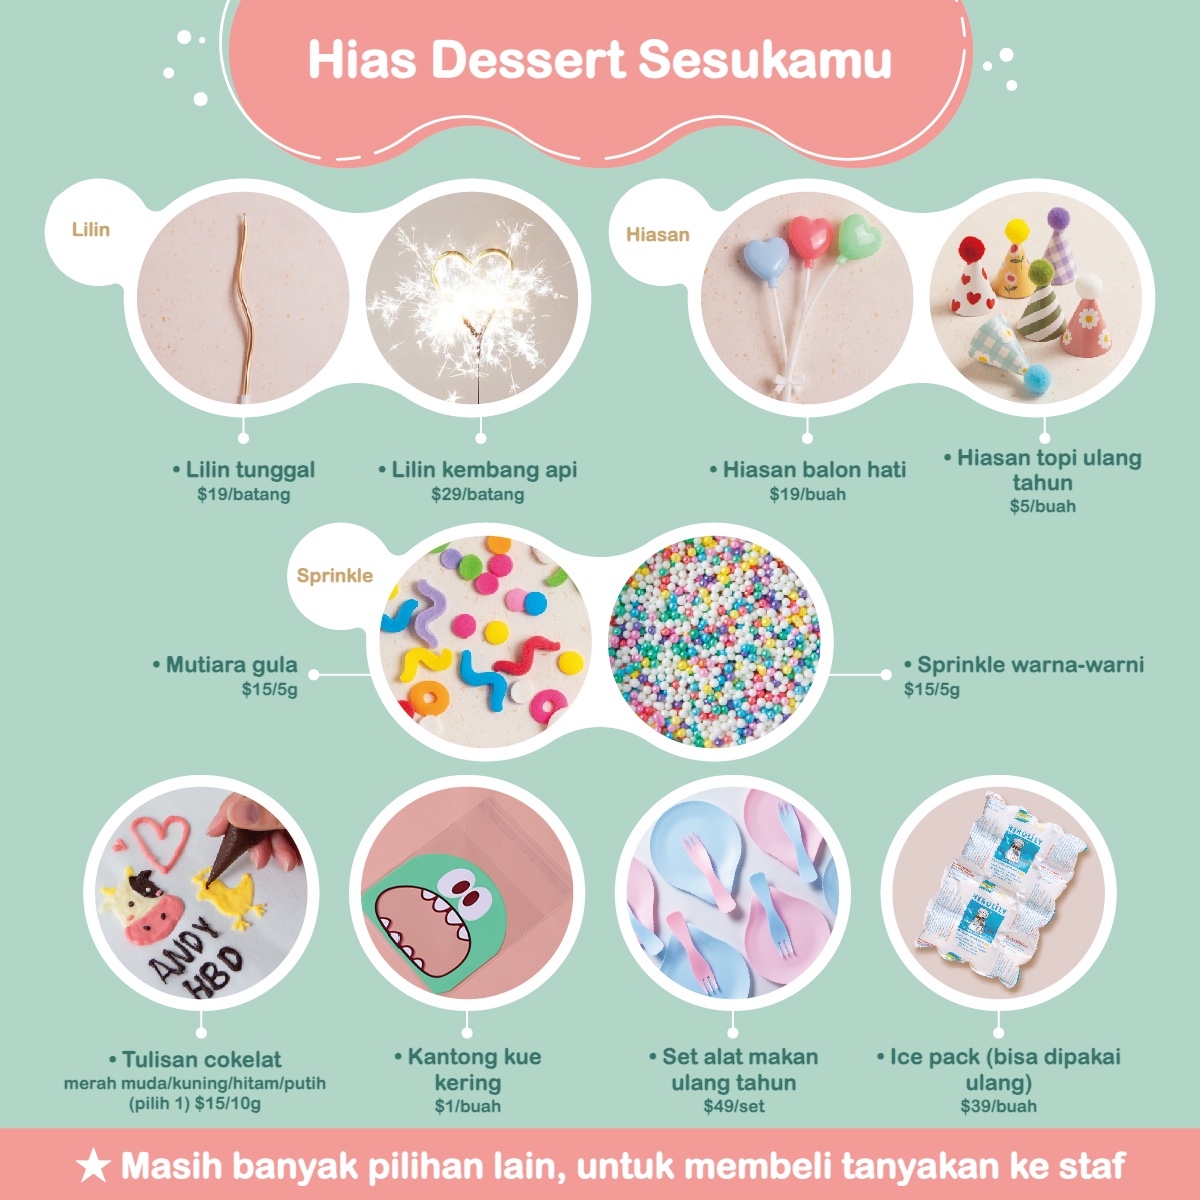 Hias Dessert Sesukamu
Lilin
Hiasan
• Lilin tunggal
$19/batang
• Lilin kembang api
$29/batang
• Hiasan balon hati
$19/buah
• Hiasan topi ulang
tahun
$5/buah
Sprinkle
• Mutiara gula
$15/5g
• Sprinkle warna-warni
$15/5g
ANDY
HBD
• Tulisan cokelat
merah muda/kuning/hitam/putih
(pilih 1) $15/10g
• Kantong kue
kering
$1/buah
• Set alat makan
ulang tahun
$49/set
• Ice pack (bisa dipakai
ulang)
$39/buah
★ Masih banyak pilihan lain, untuk membeli tanyakan ke staf